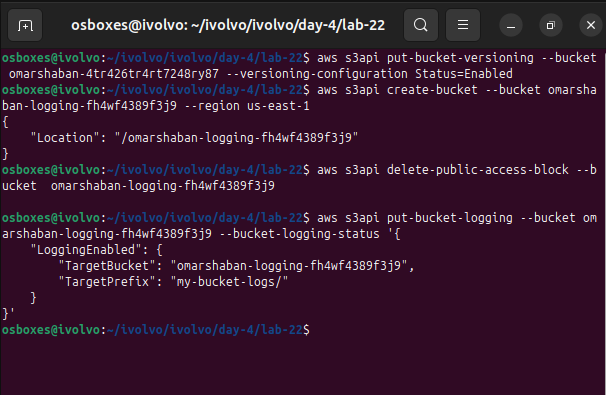 osboxes@ivolvo: ~/ivolvo/ivolvo/day-4/lab-22
osboxes@ivolvo:~/ivolvo/ivolvo/day-4/lab-22$ aws s3api put-bucket-versioning --bucket
 omarshaban-4tr426tr4rt7248ry87 --versioning-configuration Status=Enabled
osboxes@ivolvo:~/ivolvo/ivolvo/day-4/lab-22$ aws s3api create-bucket --bucket omarsha
ban-logging-fh4wf4389f3j9 --region us-east-1
{
    "Location": "/omarshaban-logging-fh4wf4389f3j9"
}
osboxes@ivolvo:~/ivolvo/ivolvo/day-4/lab-22$ aws s3api delete-public-access-block --b
ucket  omarshaban-logging-fh4wf4389f3j9
osboxes@ivolvo:~/ivolvo/ivolvo/day-4/lab-22$ aws s3api put-bucket-logging --bucket om
arshaban-logging-fh4wf4389f3j9 --bucket-logging-status '{
    "LoggingEnabled": {
        "TargetBucket": "omarshaban-logging-fh4wf4389f3j9",
        "TargetPrefix": "my-bucket-logs/"
    }
}'
osboxes@ivolvo:~/ivolvo/ivolvo/day-4/lab-22$